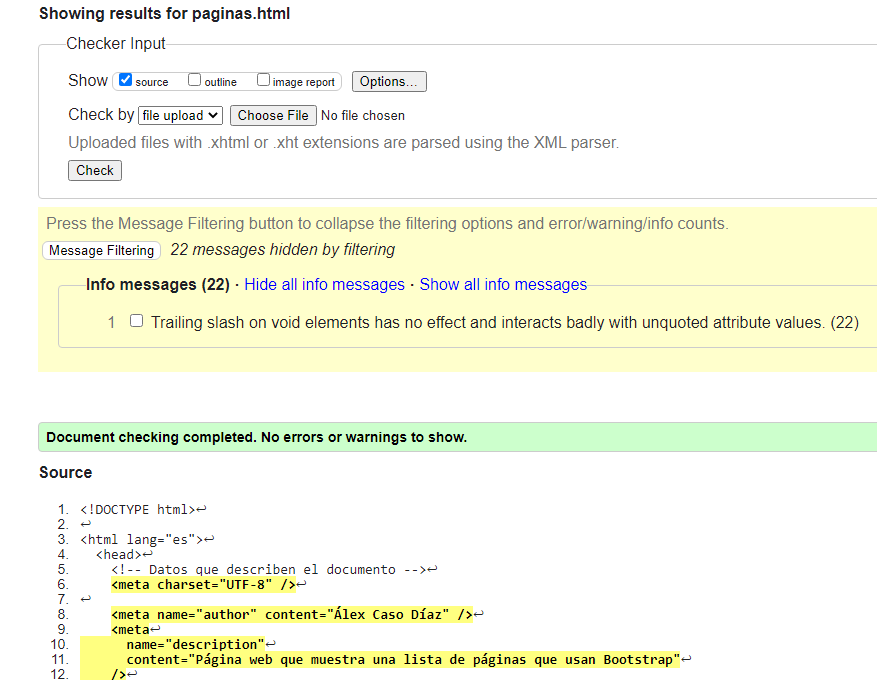 Showing results for paginas.html
Checker Input
Show source outline image report Options...
Check by file upload Choose File No file chosen
Uploaded files with .xhtml or .xht extensions are parsed using the XML parser.
Check
Press the Message Filtering button to collapse the filtering options and error/warning/info counts.
Message Filtering 22 messages hidden by filtering
Info messages (22) · Hide all info messages · Show all info messages
1 Trailing slash on void elements has no effect and interacts badly with unquoted attribute values. (22)
Document checking completed. No errors or warnings to show.
Source
1. <!DOCTYPE html>↩
2. ↩
3. <html lang="es">↩
4. <head>↩
5. <!-- Datos que describen el documento -->↩
6. <meta charset="UTF-8" />↩
7. ↩
8. <meta name="author" content="Álex Caso Díaz" />↩
9. <meta↩
10. name="description"↩
11. content="Página web que muestra una lista de páginas que usan Bootstrap"↩
12. />↩